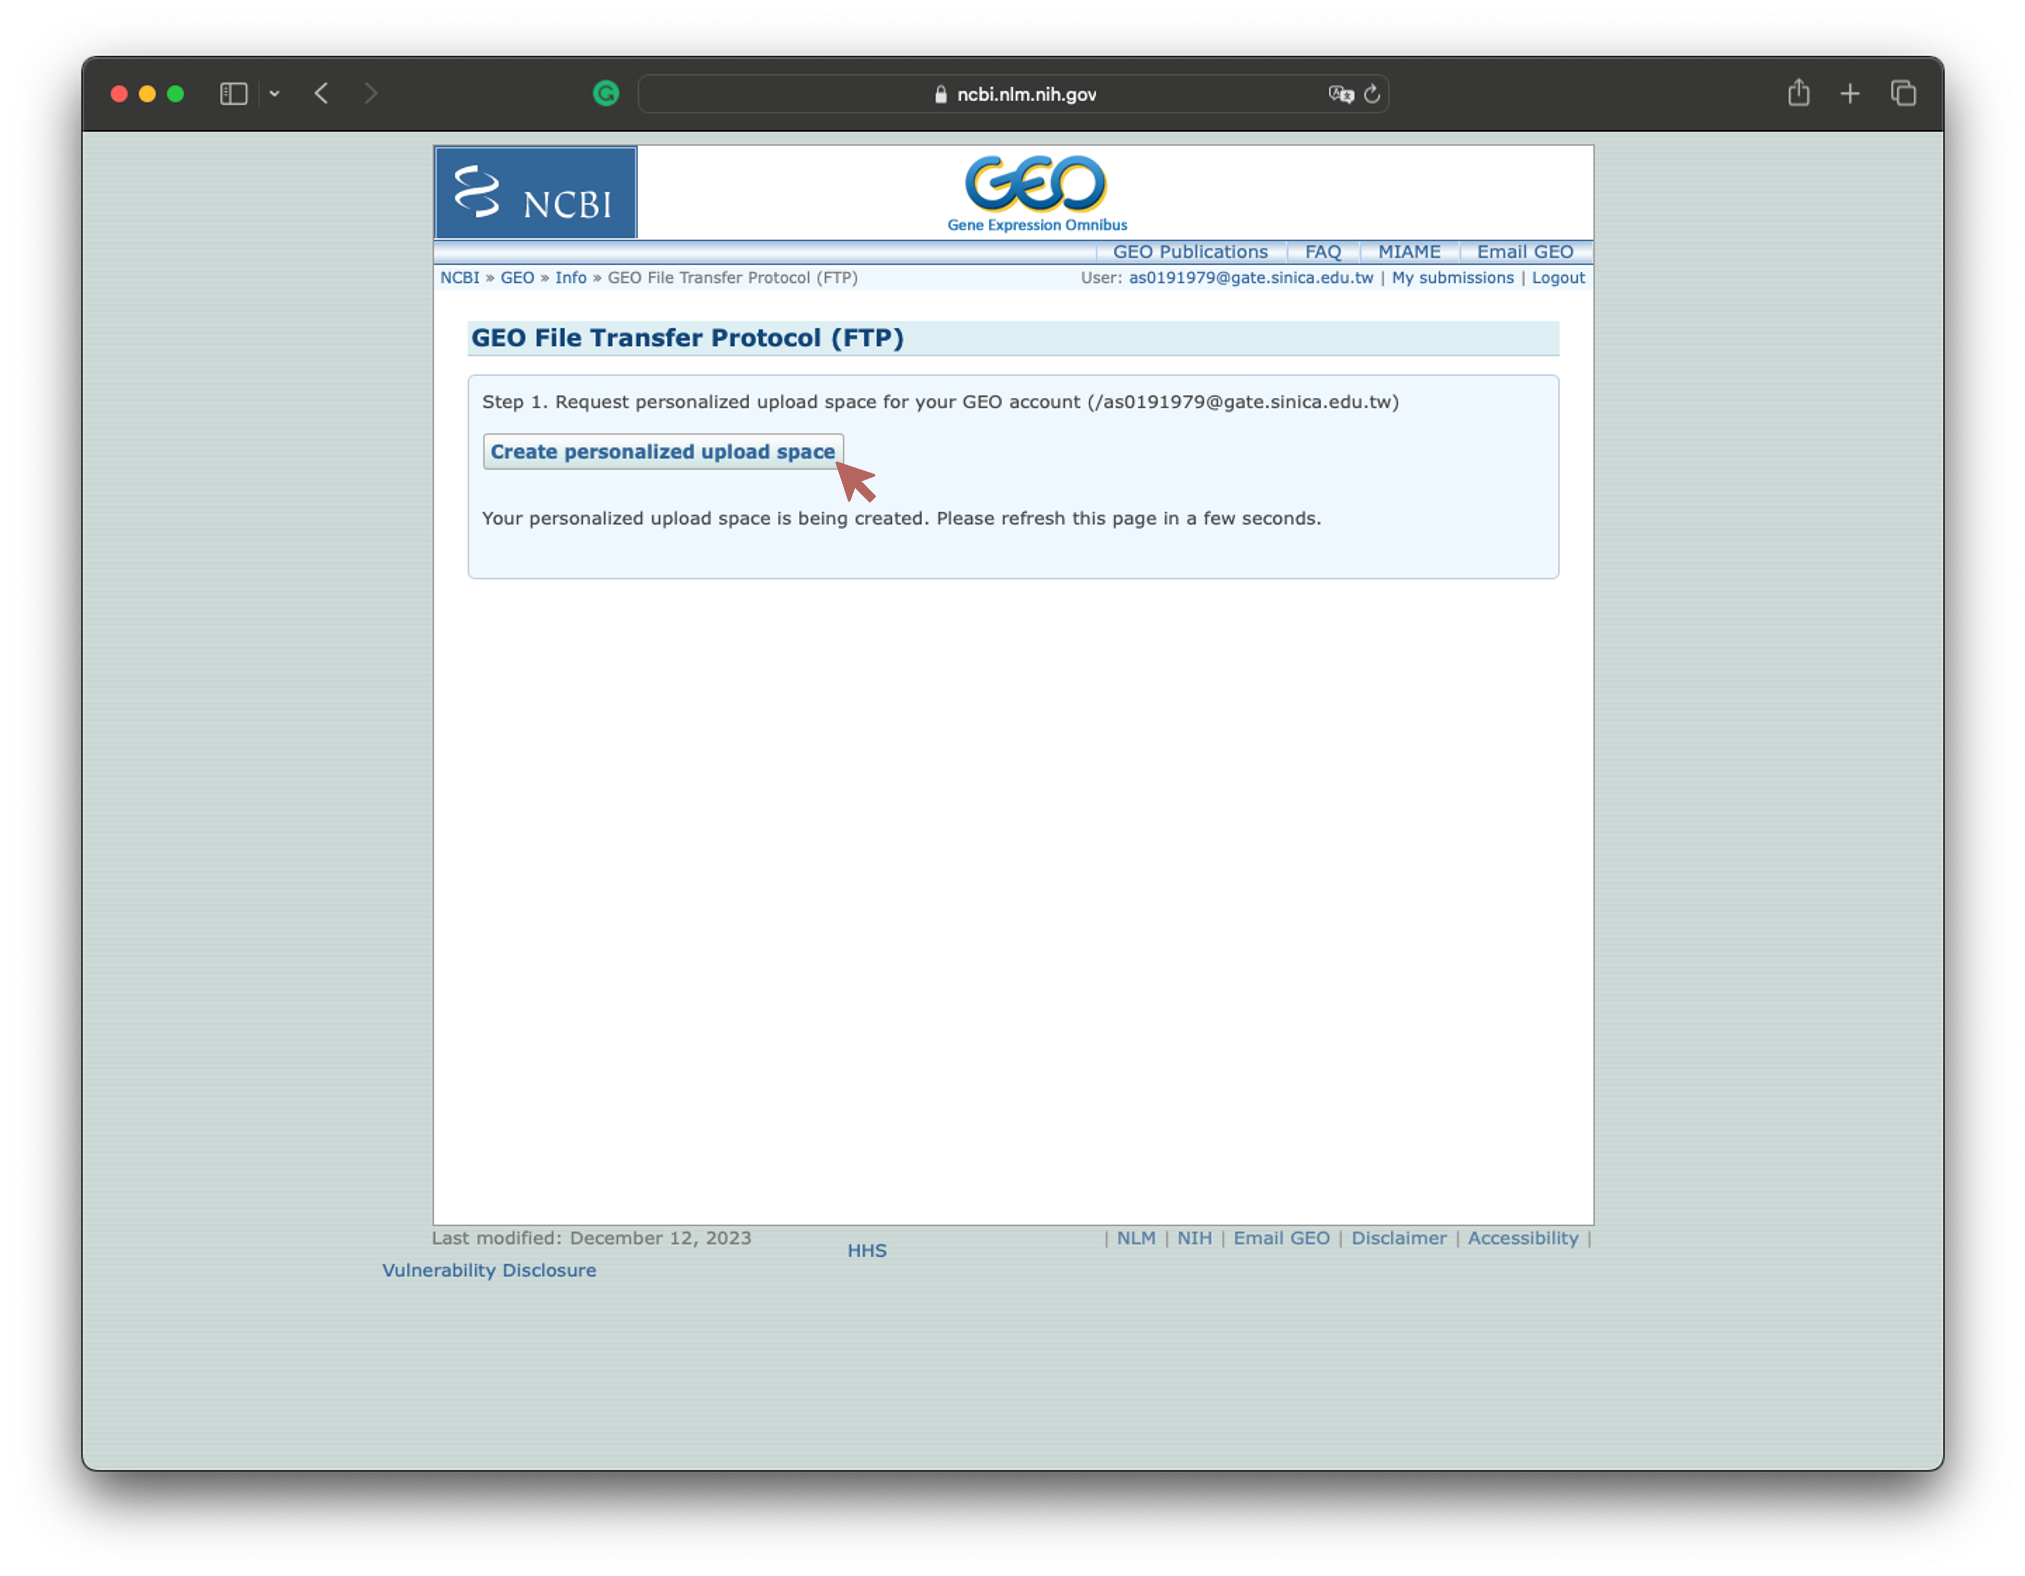 ncbi.nlm.nih.gov
NCBI
GEO
Gene Expression Omnibus
GEO Publications FAQ MIAME Email GEO
NCBI » GEO » Info » GEO File Transfer Protocol (FTP) User: as0191979@gate.sinica.edu.tw | My submissions | Logout
GEO File Transfer Protocol (FTP)
Step 1. Request personalized upload space for your GEO account (/as0191979@gate.sinica.edu.tw)
Create personalized upload space
Your personalized upload space is being created. Please refresh this page in a few seconds.
Last modified: December 12, 2023 | NLM | NIH | Email GEO | Disclaimer | Accessibility |
HHS
Vulnerability Disclosure